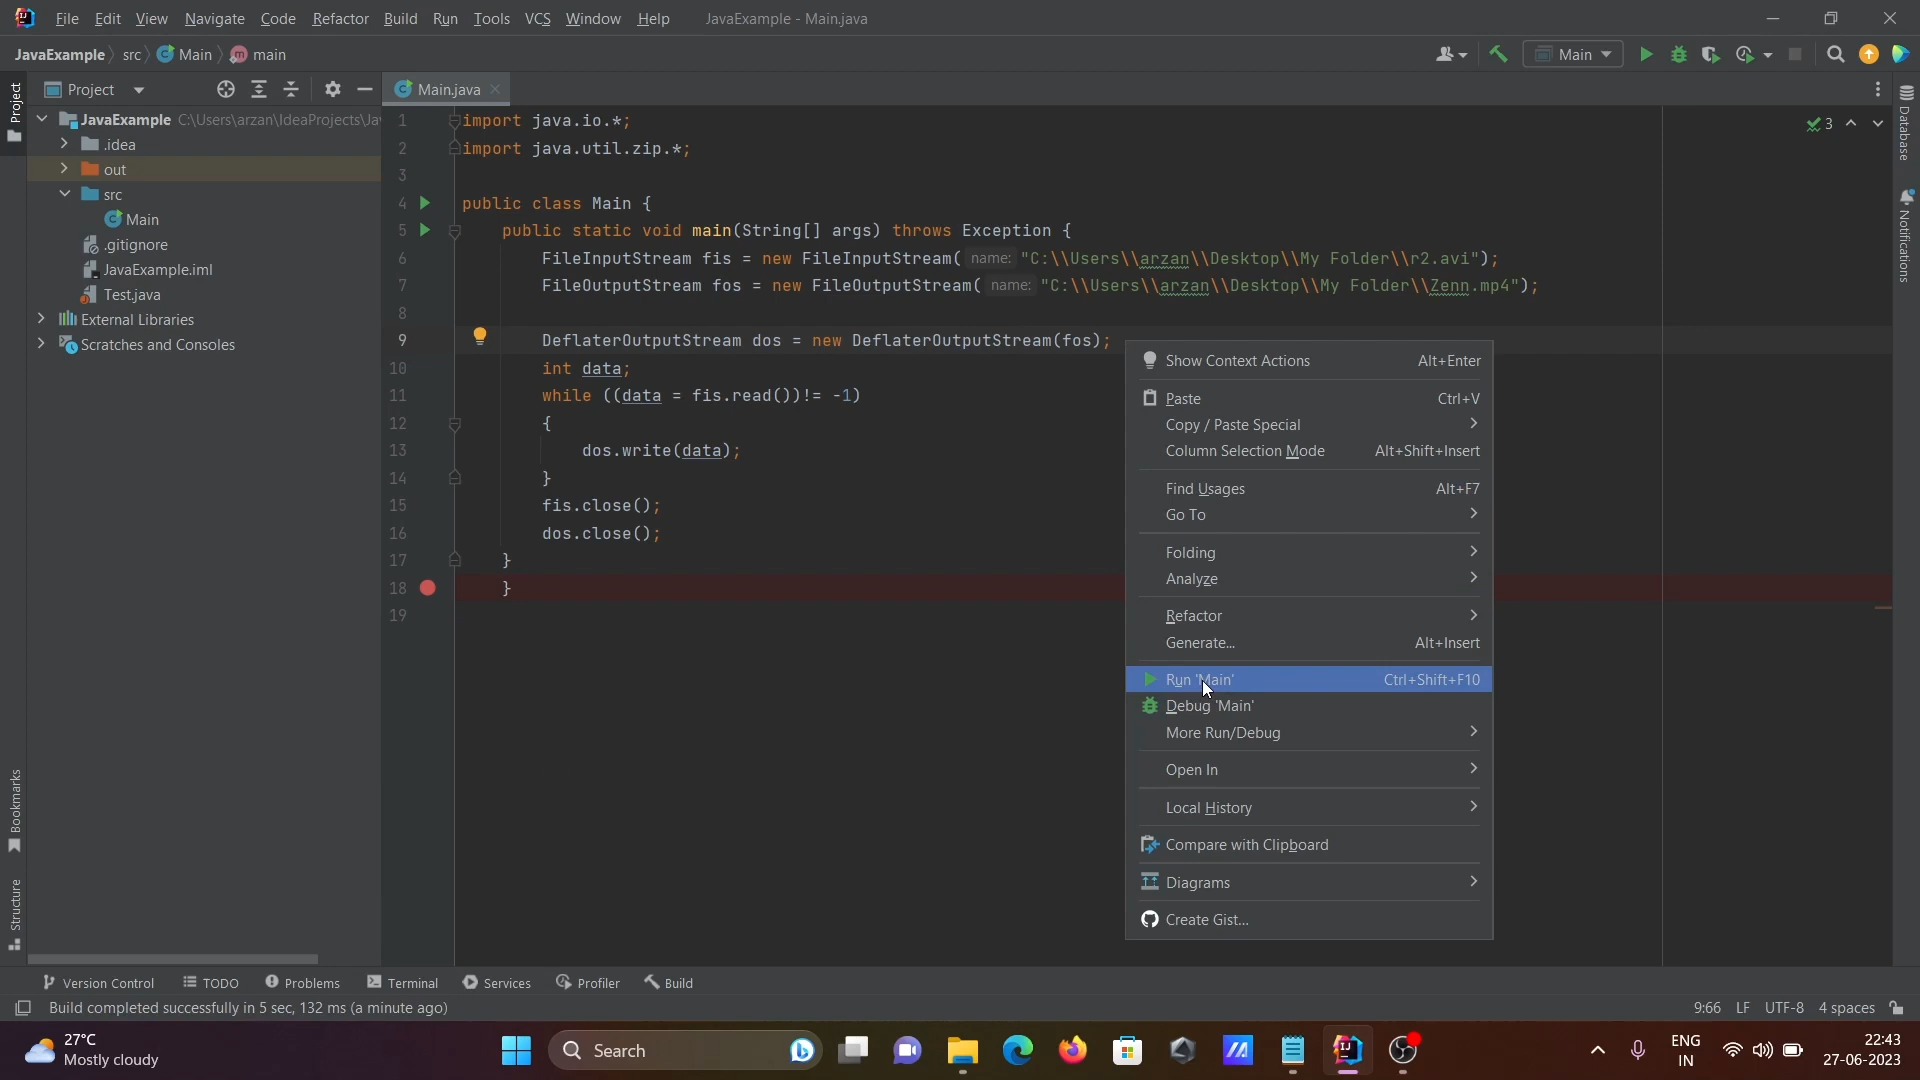 File Edit View Navigate Code Refactor Build Run Tools VCS Window Help JavaExample - Main.java
JavaExample src Main main
Main
Project
Project
Main.java
JavaExample C:\Users\arzan\IdeaProjects\Ja
.idea
out
src
Main
.gitignore
JavaExample.iml
Test.java
External Libraries
Scratches and Consoles
1 import java.io.*;
2 import java.util.zip.*;
3
4 public class Main {
5 public static void main(String[] args) throws Exception {
6 FileInputStream fis = new FileInputStream( name: "C:\\Users\\arzan\\Desktop\\My Folder\\r2.avi");
7 FileOutputStream fos = new FileOutputStream( name: "C:\\Users\\arzan\\Desktop\\My Folder\\Zenn.mp4");
8
9 DeflaterOutputStream dos = new DeflaterOutputStream(fos);
10 int data;
11 while ((data = fis.read())!= -1)
12 {
13 dos.write(data);
14 }
15 fis.close();
16 dos.close();
17 }
18 }
19
3
Database
Notifications
Show Context Actions Alt+Enter
Paste Ctrl+V
Copy / Paste Special
Column Selection Mode Alt+Shift+Insert
Find Usages Alt+F7
Go To
Folding
Analyze
Refactor
Generate... Alt+Insert
Run 'Main' Ctrl+Shift+F10
Debug 'Main'
More Run/Debug
Open In
Local History
Compare with Clipboard
Diagrams
Create Gist...
Bookmarks
Structure
Version Control TODO Problems Terminal Services Profiler Build
Build completed successfully in 5 sec, 132 ms (a minute ago)
9:66 LF UTF-8 4 spaces
27°C
Mostly cloudy
Search
ENG
IN
22:43
27-06-2023